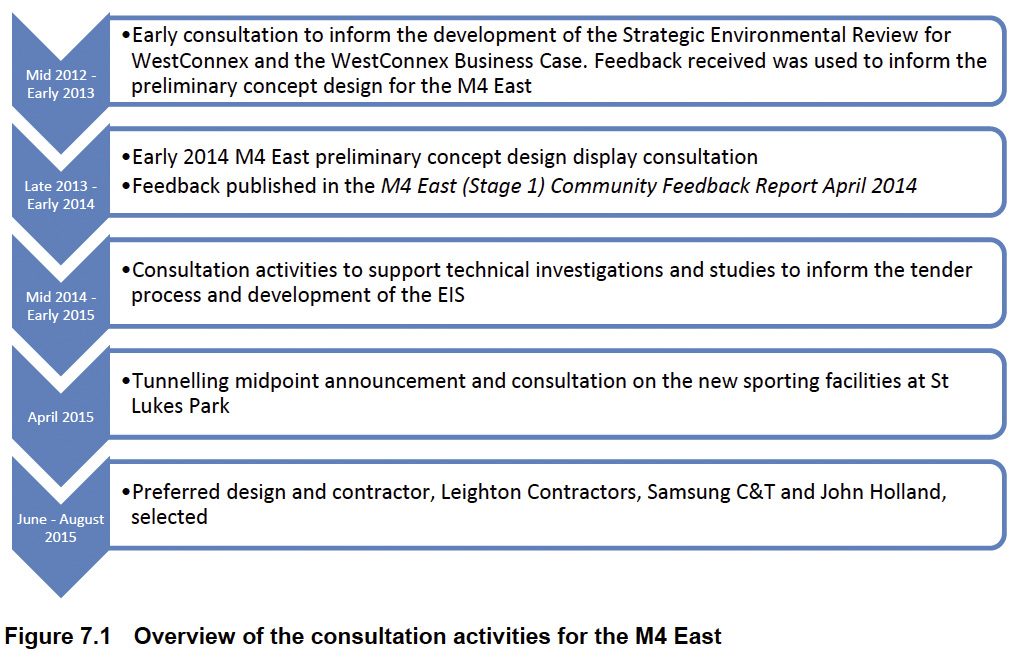 Mid 2012 -
Early 2013
•Early consultation to inform the development of the Strategic Environmental Review for
WestConnex and the WestConnex Business Case. Feedback received was used to inform the
preliminary concept design for the M4 East
Late 2013 -
Early 2014
•Early 2014 M4 East preliminary concept design display consultation
•Feedback published in the M4 East (Stage 1) Community Feedback Report April 2014
Mid 2014 -
Early 2015
•Consultation activities to support technical investigations and studies to inform the tender
process and development of the EIS
April 2015
•Tunnelling midpoint announcement and consultation on the new sporting facilities at St
Lukes Park
June - August
2015
•Preferred design and contractor, Leighton Contractors, Samsung C&T and John Holland,
selected
Figure 7.1 Overview of the consultation activities for the M4 East